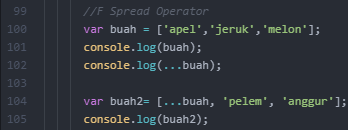 99 //F Spread Operator
100 var buah = ['apel','jeruk','melon'];
101 console.log(buah);
102 console.log(...buah);
103
104 var buah2= [...buah, 'pelem', 'anggur'];
105 console.log(buah2);